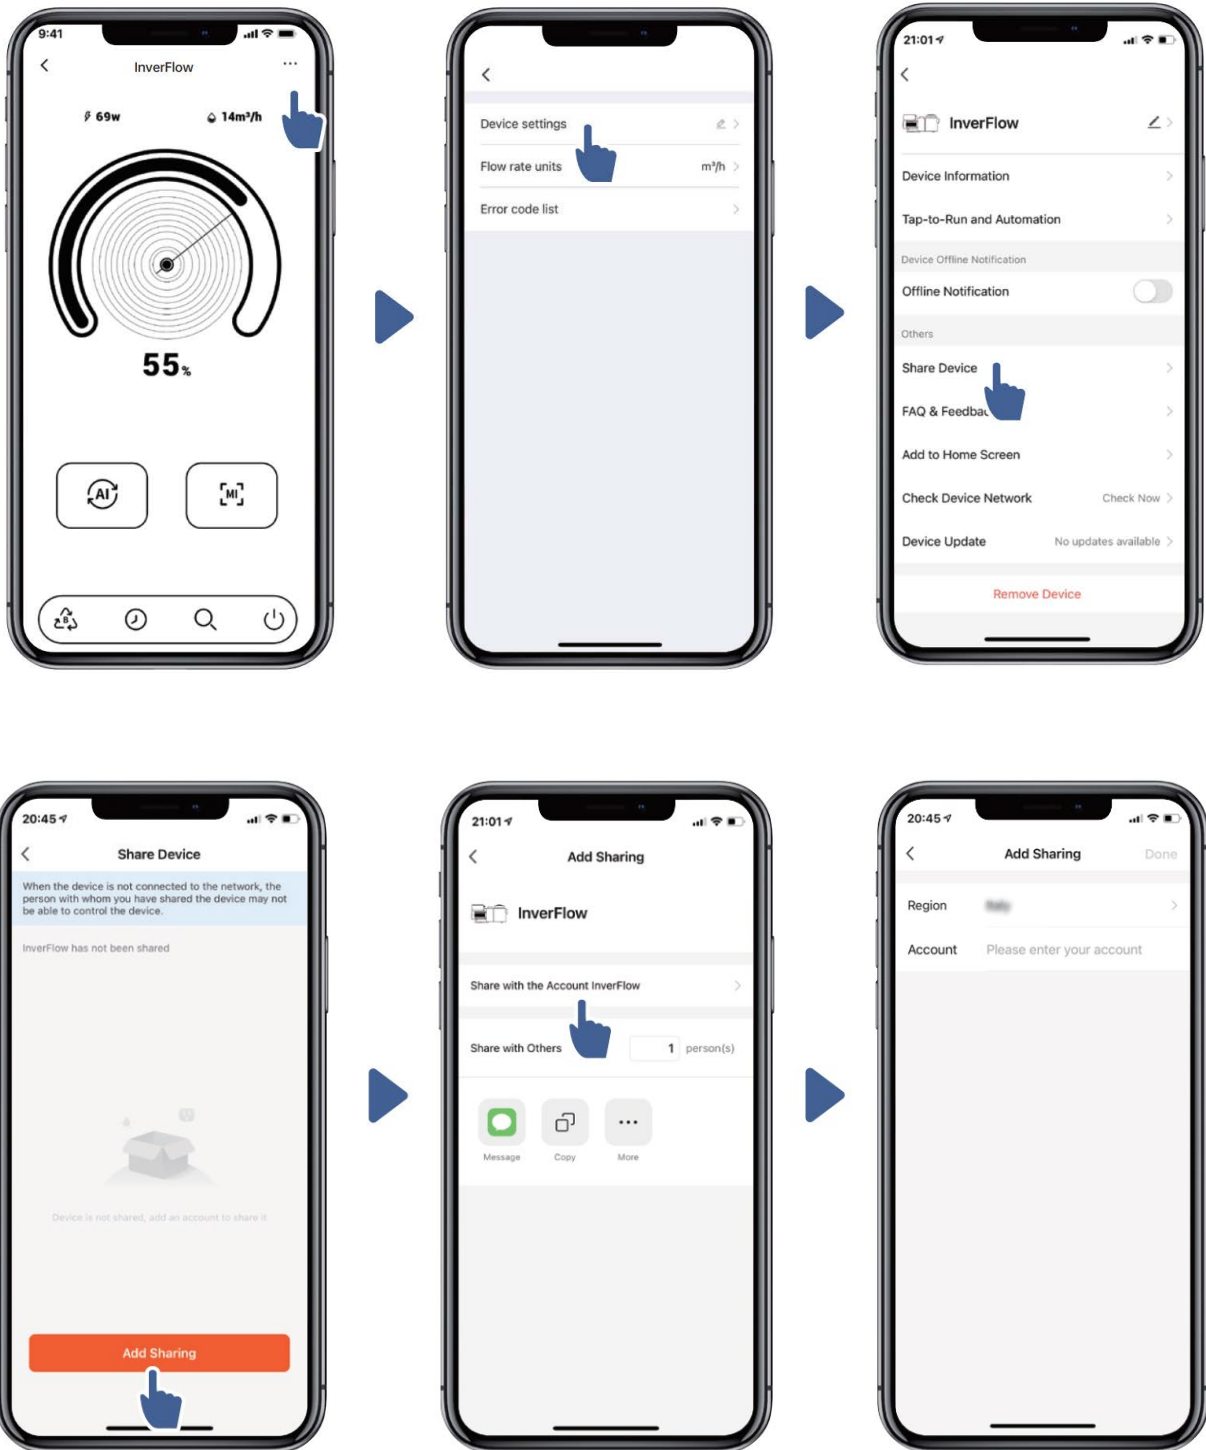 9:41
InverFlow
69w
14m³/h
55%
AI
MI
B
Device settings
Flow rate units m³/h
Error code list
21:01
InverFlow
Device Information
Tap-to-Run and Automation
Device Offline Notification
Offline Notification
Others
Share Device
FAQ & Feedbac
Add to Home Screen
Check Device Network Check Now
Device Update No updates available
Remove Device
20:45
Share Device
When the device is not connected to the network, the
person with whom you have shared the device may not
be able to control the device.
InverFlow has not been shared
Device is not shared, add an account to share it
Add Sharing
21:01
Add Sharing
InverFlow
Share with the Account InverFlow
Share with Others 1 person(s)
Message Copy More
20:45
Add Sharing Done
Region
Account Please enter your account